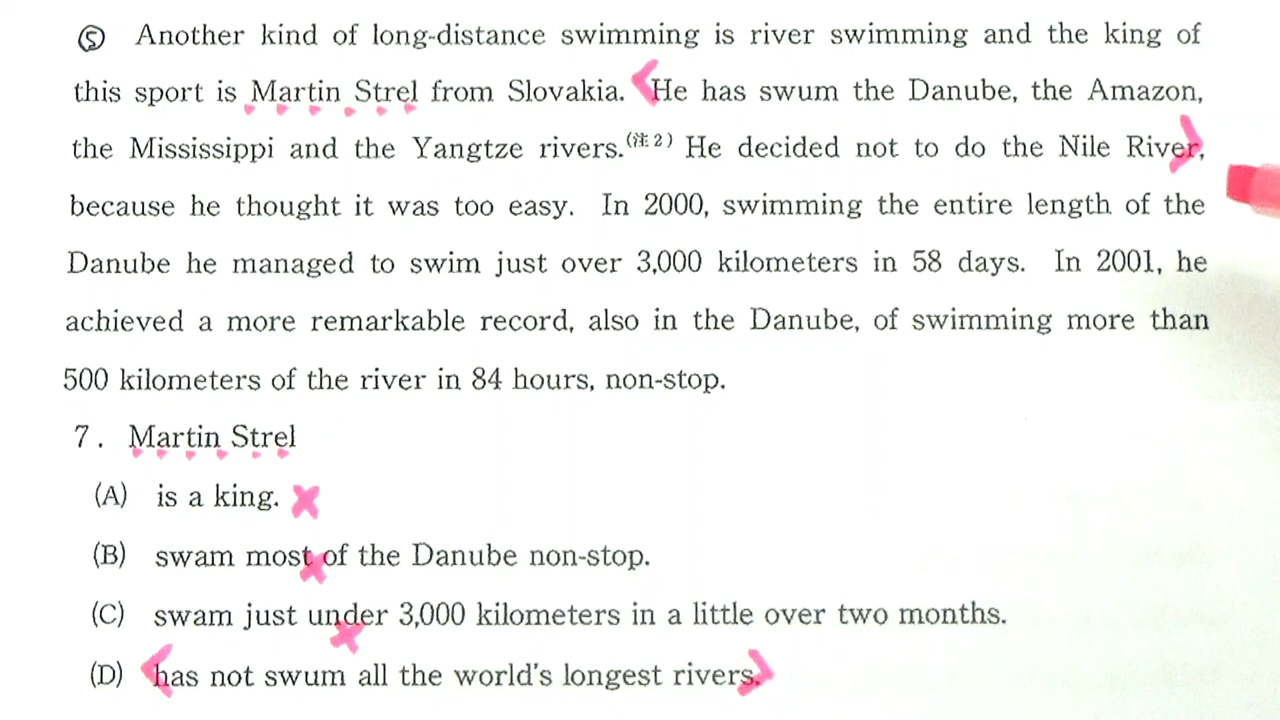 ⑤ Another kind of long-distance swimming is river swimming and the king of
this sport is Martin Strel from Slovakia. He has swum the Danube, the Amazon,
the Mississippi and the Yangtze rivers.(注2) He decided not to do the Nile River,
because he thought it was too easy. In 2000, swimming the entire length of the
Danube he managed to swim just over 3,000 kilometers in 58 days. In 2001, he
achieved a more remarkable record, also in the Danube, of swimming more than
500 kilometers of the river in 84 hours, non-stop.
7. Martin Strel
(A) is a king.
(B) swam most of the Danube non-stop.
(C) swam just under 3,000 kilometers in a little over two months.
(D) has not swum all the world's longest rivers.